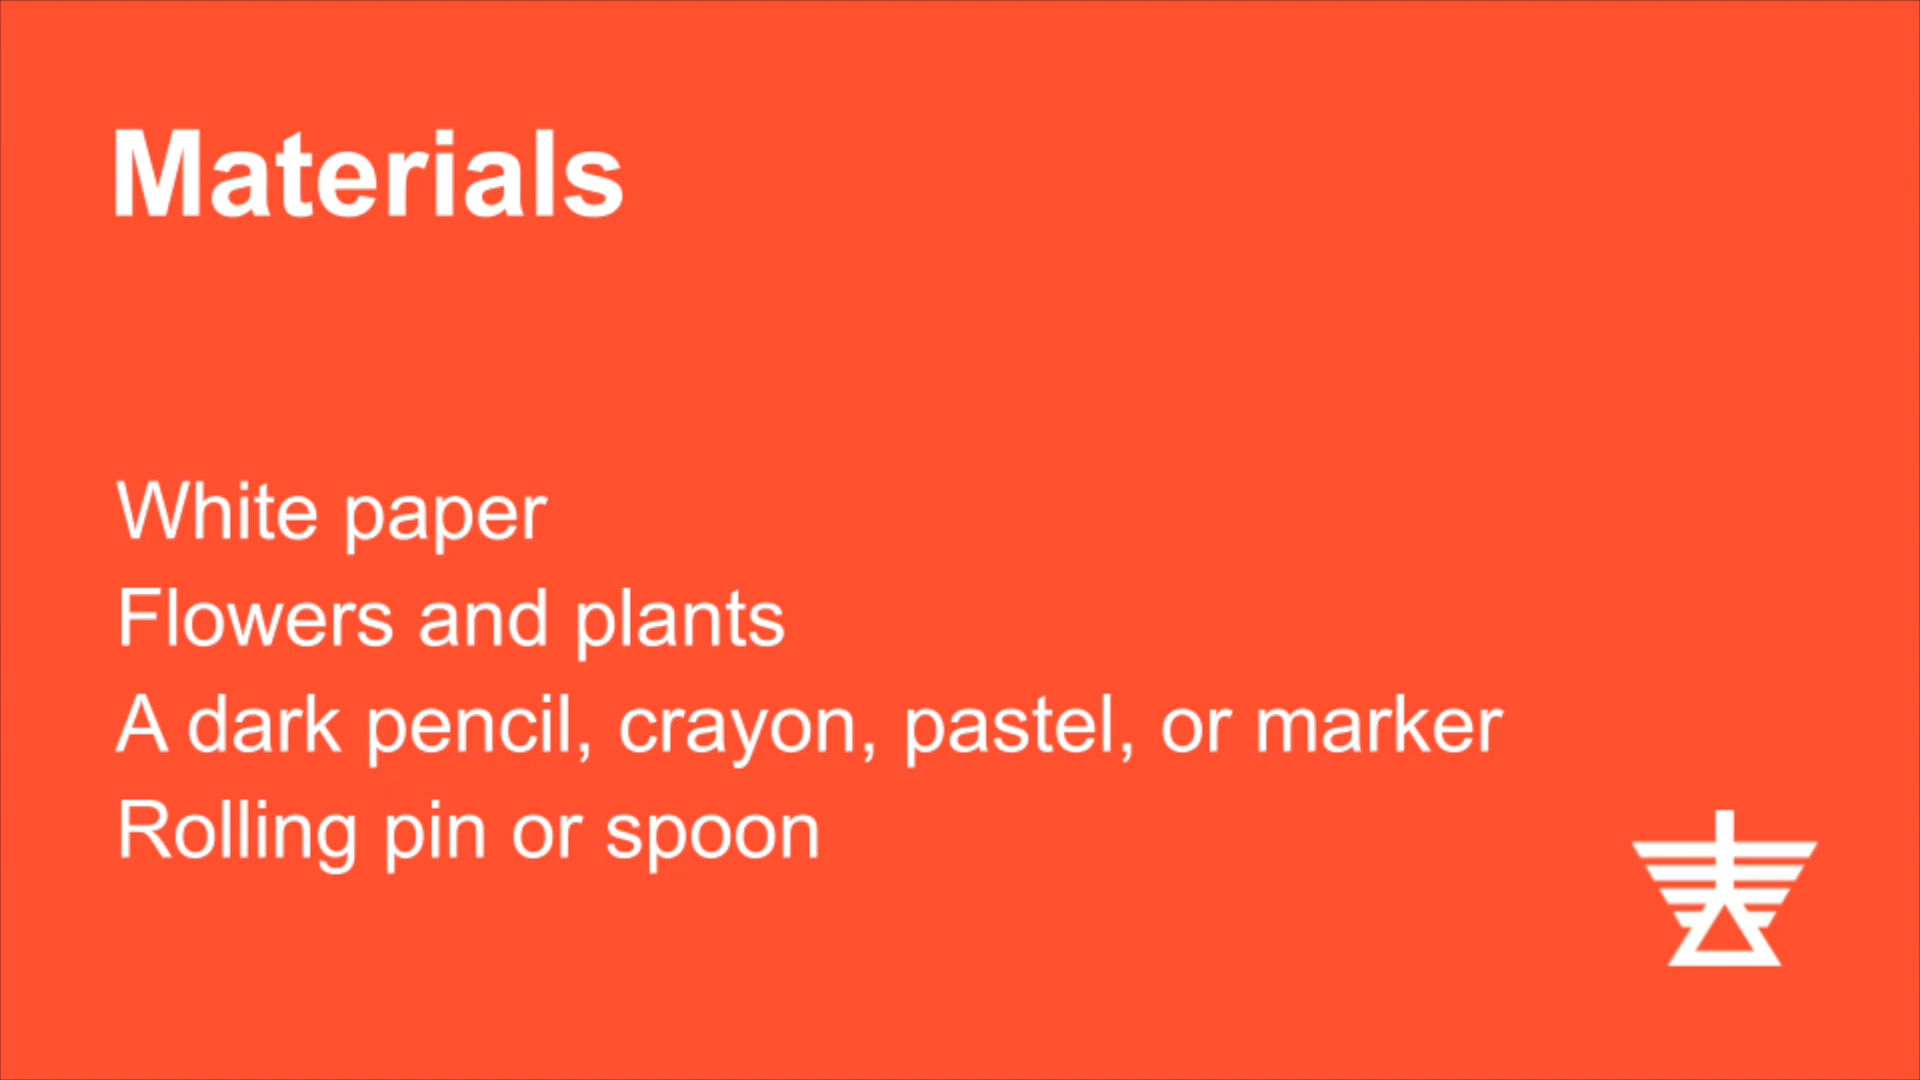 Materials
White paper
Flowers and plants
A dark pencil, crayon, pastel, or marker
Rolling pin or spoon